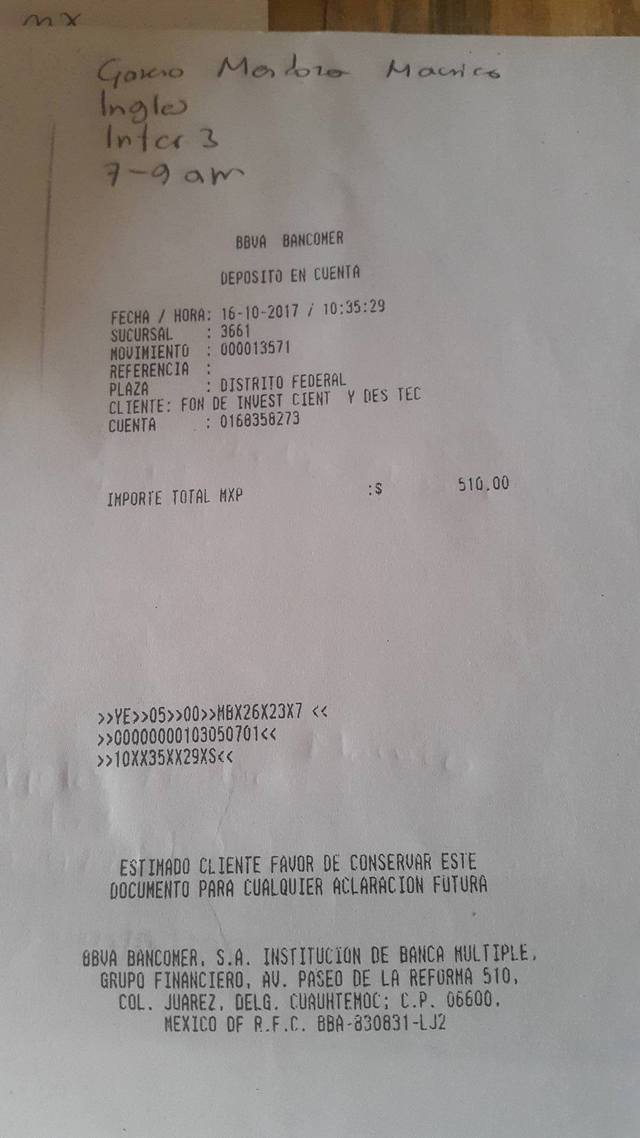 mx
Mendoza
Ingles
Inter 3
7-9 am
BBVA BANCOMER
DEPOSITO EN CUENTA
FECHA / HORA: 16-10-2017 / 10:35:29
SUCURSAL : 3661
MOVIMIENTO : 000013571
REFERENCIA :
PLAZA : DISTRITO FEDERAL
CLIENTE: FON DE INVEST CIENT Y DES TEC
CUENTA : 0168358273
IMPORTE TOTAL MXP :$ 510.00
>>YE>>05>>00>>MBX26X23X7 <<
>>00000000103050701<<
>>10XX35XX29XS<<
ESTIMADO CLIENTE FAVOR DE CONSERVAR ESTE
DOCUMENTO PARA CUALQUIER ACLARACION FUTURA
BBVA BANCOMER, S.A. INSTITUCION DE BANCA MULTIPLE,
GRUPO FINANCIERO, AV. PASEO DE LA REFORMA 510,
COL. JUAREZ, DELG. CUAUHTEMOC; C.P. 06600,
MEXICO DF R.F.C. BBA-830831-LJ2